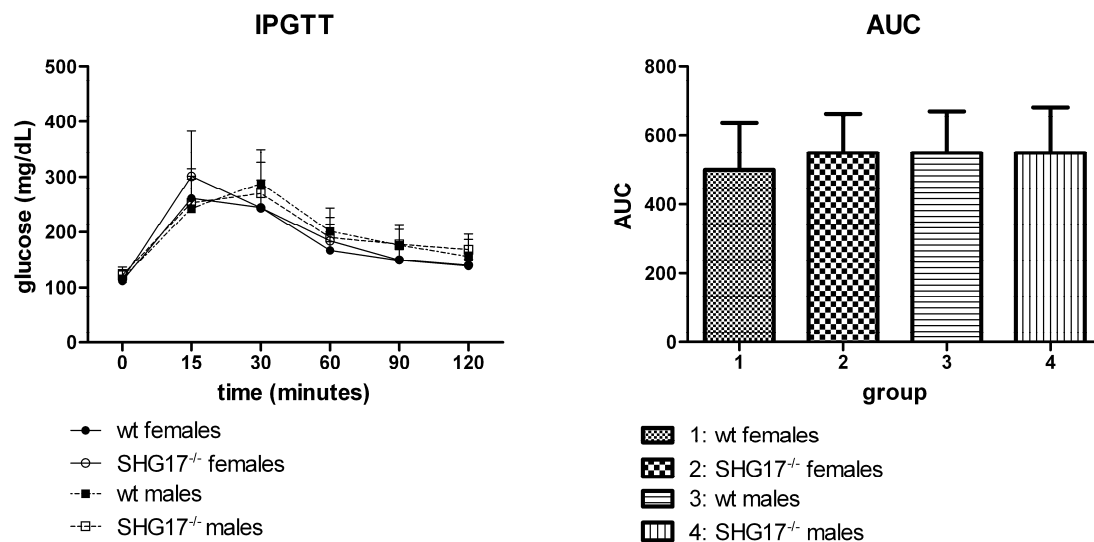 IPGTT
500
400
300
200
100
0
glucose (mg/dL)
0 15 30 60 90 120
time (minutes)
wt females
SHG17-/- females
wt males
SHG17-/- males
AUC
800
600
400
200
0
AUC
1 2 3 4
group
1: wt females
2: SHG17-/- females
3: wt males
4: SHG17-/- males